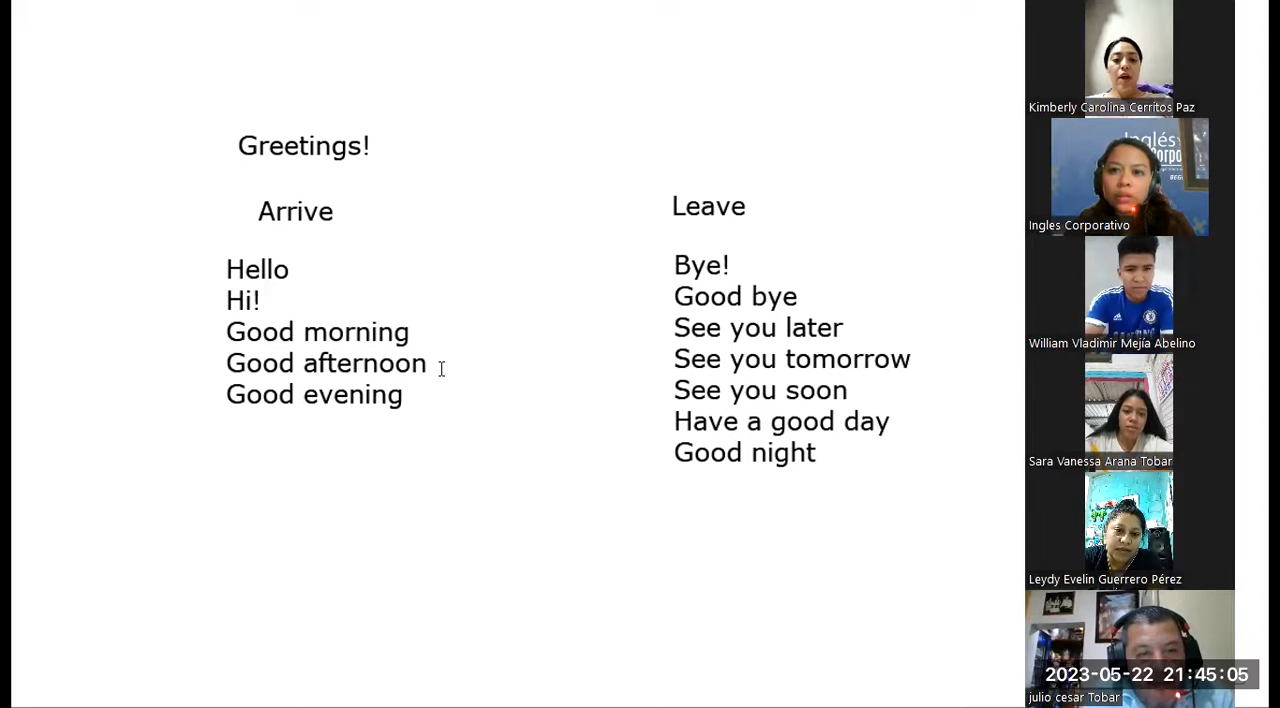 Greetings!
Arrive
Hello
Hi!
Good morning
Good afternoon
Good evening
Leave
Bye!
Good bye
See you later
See you tomorrow
See you soon
Have a good day
Good night
Kimberly Carolina Cerritos Paz
Inglés
Corpo
Ingles Corporativo
William Vladimir Mejía Abelino
Sara Vanessa Arana Tobar
Leydy Evelin Guerrero Pérez
2023-05-22 21:45:05
julio cesar Tobar